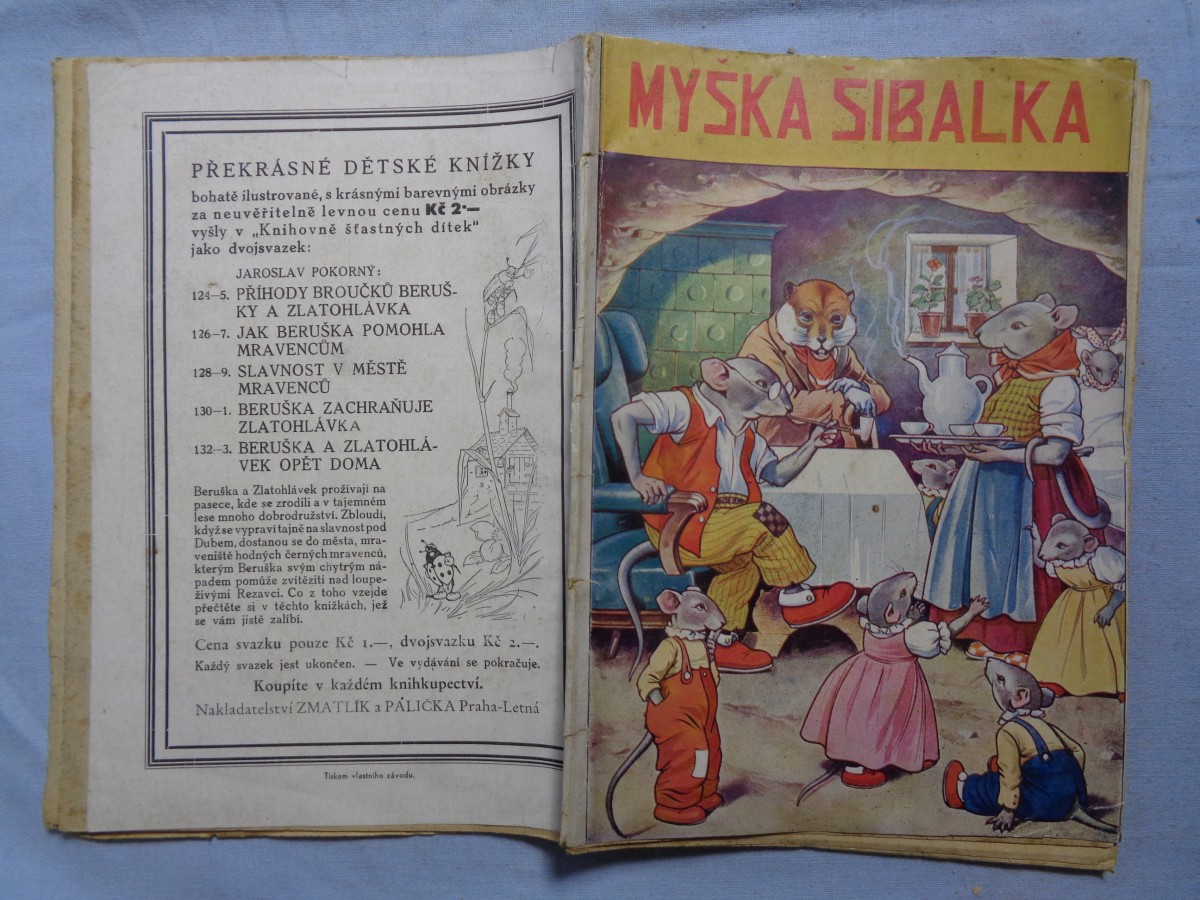 PŘEKRÁSNÉ DĚTSKÉ KNÍŽKY
bohatě ilustrované, s krásnými barevnými obrázky
za neuvěřitelně levnou cenu Kč 2·—
vyšly v „Knihovně šťastných dítek"
jako dvojsvazek:
JAROSLAV POKORNÝ:
124—5. PŘÍHODY BROUČKŮ BERUŠ-
KY A ZLATOHLÁVKA
126—7. JAK BERUŠKA POMOHLA
MRAVENCŮM
128—9. SLAVNOST V MĚSTĚ
MRAVENCŮ
130—1. BERUŠKA ZACHRAŇUJE
ZLATOHLÁVKA
132—3. BERUŠKA A ZLATOHLÁ-
VEK OPĚT DOMA
Beruška a Zlatohlávek prožívají na
pasece, kde se zrodili a v tajemném
lese mnoho dobrodružství. Zbloudí,
když se vypraví tajně na slavnost pod
Dubem, dostanou se do města, mra-
veniště hodných černých mravenců,
kterým Beruška svým chytrým ná-
padem pomůže zvítěziti nad loupe-
živými Rezavci. Co z toho vzejde
přečtěte si v těchto knížkách, jež
se vám jistě zalíbí.
Cena svazku pouze Kč 1.—, dvojsvazku Kč 2.—.
Každý svazek jest ukončen. — Ve vydávání se pokračuje.
Koupíte v každém knihkupectví.
Nakladatelství ZMATLÍK a PÁLIČKA Praha-Letná
Tiskem vlastního závodu.
MYŠKA ŠIBALKA